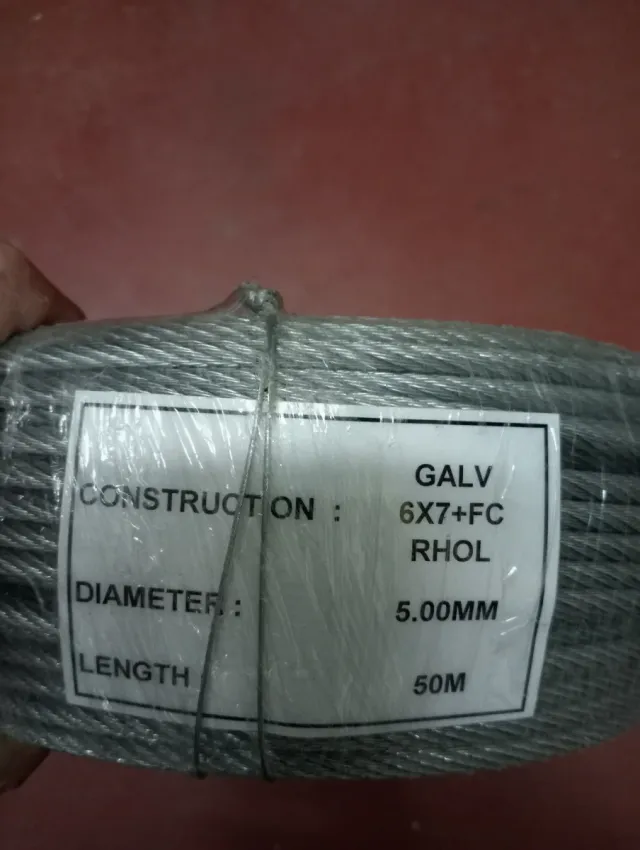 GALV
CONSTRUCTION : 6X7+FC
RHOL
DIAMETER : 5.00MM
LENGTH 50M